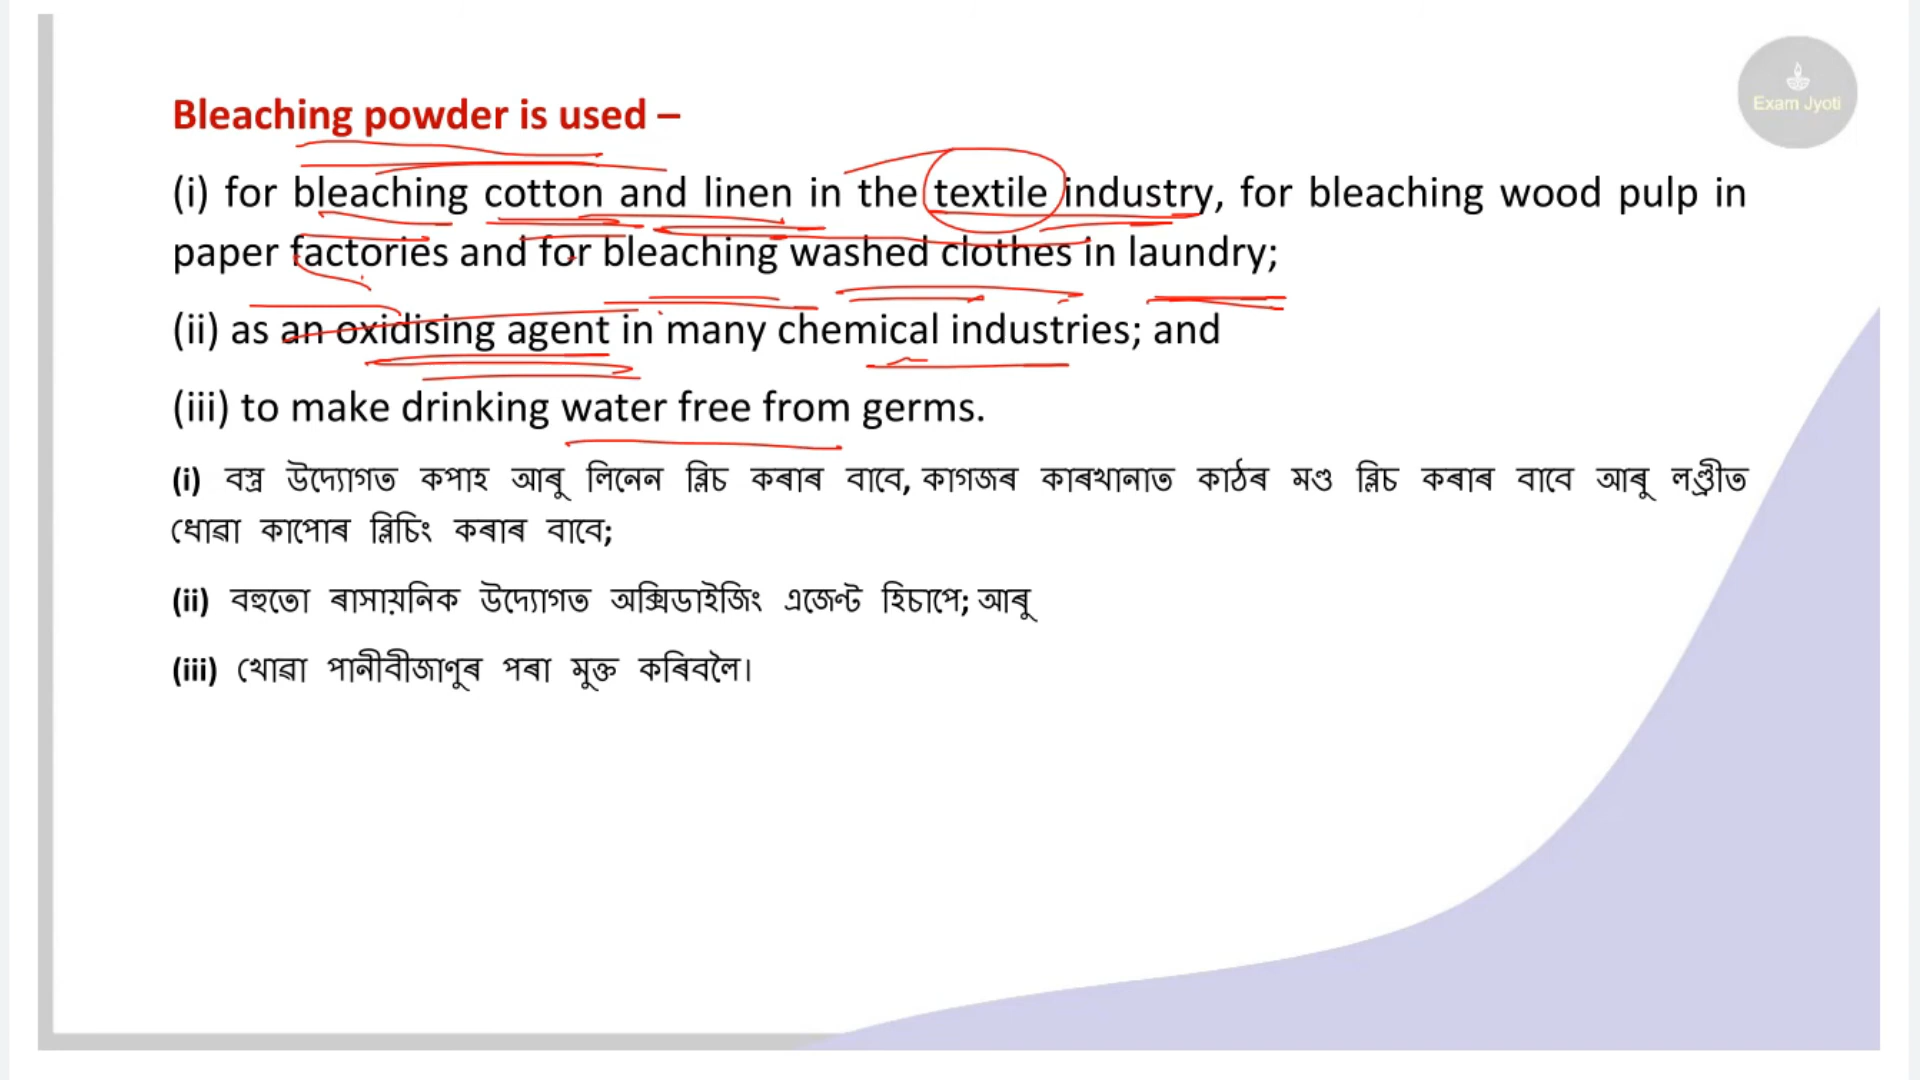 Exam Jyoti
Bleaching powder is used –
(i) for bleaching cotton and linen in the textile industry, for bleaching wood pulp in
paper factories and for bleaching washed clothes in laundry;
(ii) as an oxidising agent in many chemical industries; and
(iii) to make drinking water free from germs.
(i) বস্ত্ৰ উদ্যোগত কপাহ আৰু লিনেন ব্লিচ কৰাৰ বাবে, কাগজৰ কাৰখানাত কাঠৰ মণ্ড ব্লিচ কৰাৰ বাবে আৰু লণ্ড্ৰীত
ধোৱা কাপোৰ ব্লিচিং কৰাৰ বাবে;
(ii) বহুতো ৰাসায়নিক উদ্যোগত অক্সিডাইজিং এজেন্ট হিচাপে; আৰু
(iii) খোৱা পানীবীজাণুৰ পৰা মুক্ত কৰিবলৈ।